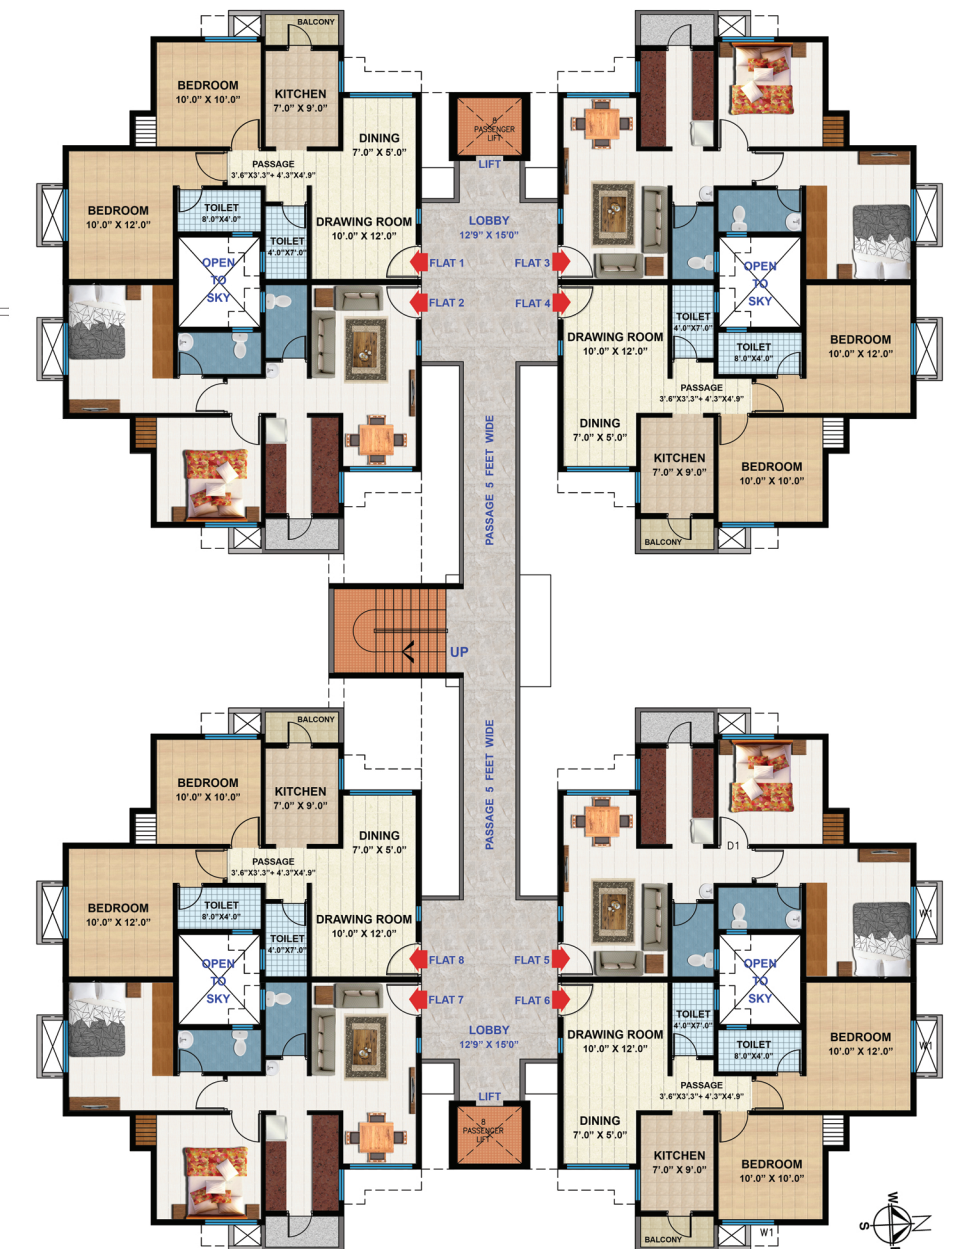 BALCONY
BEDROOM
10'.0" X 10'.0"
KITCHEN
7'.0" X 9'.0"
DINING
7'.0" X 5'.0"
PASSAGE
3'.6"X3'.3"+ 4'.3"X4'.9"
BEDROOM
10'.0" X 12'.0"
TOILET
8'.0"X4'.0"
DRAWING ROOM
10'.0" X 12'.0"
TOILET
4'.0"X7'.0"
OPEN
TO
SKY
8
PASSENGER
LIFT
LIFT
LOBBY
12'9" X 15'0"
FLAT 1
FLAT 3
FLAT 2
FLAT 4
OPEN
TO
SKY
DRAWING ROOM
10'.0" X 12'.0"
TOILET
4'.0"X7'.0"
TOILET
8'.0"X4'.0"
BEDROOM
10'.0" X 12'.0"
PASSAGE
3'.6"X3'.3"+ 4'.3"X4'.9"
DINING
7'.0" X 5'.0"
KITCHEN
7'.0" X 9'.0"
BEDROOM
10'.0" X 10'.0"
BALCONY
PASSAGE 5 FEET WIDE
UP
PASSAGE 5 FEET WIDE
BALCONY
BEDROOM
10'.0" X 10'.0"
KITCHEN
7'.0" X 9'.0"
DINING
7'.0" X 5'.0"
PASSAGE
3'.6"X3'.3"+ 4'.3"X4'.9"
BEDROOM
10'.0" X 12'.0"
TOILET
8'.0"X4'.0"
DRAWING ROOM
10'.0" X 12'.0"
TOILET
4'.0"X7'.0"
OPEN
TO
SKY
D1
W1
FLAT 8
FLAT 5
FLAT 7
FLAT 6
OPEN
TO
SKY
LOBBY
12'9" X 15'0"
LIFT
8
PASSENGER
LIFT
DRAWING ROOM
10'.0" X 12'.0"
TOILET
4'.0"X7'.0"
TOILET
8'.0"X4'.0"
BEDROOM
10'.0" X 12'.0"
W1
PASSAGE
3'.6"X3'.3"+ 4'.3"X4'.9"
DINING
7'.0" X 5'.0"
KITCHEN
7'.0" X 9'.0"
BEDROOM
10'.0" X 10'.0"
BALCONY
W1
W
S
N